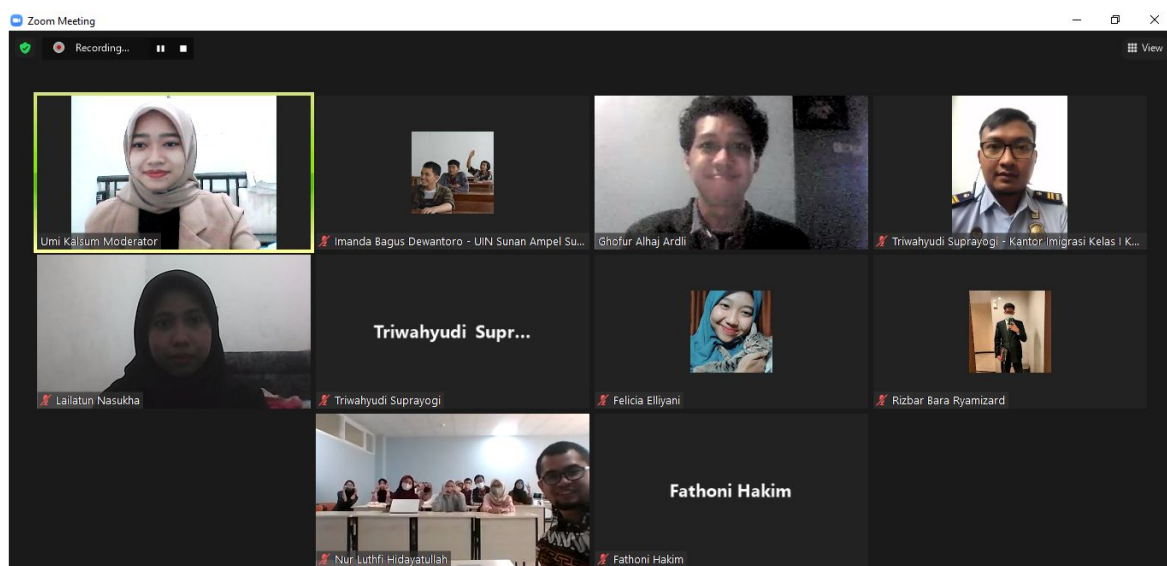 Zoom Meeting
Recording...
View
Umi Kalsum Moderator
Imanda Bagus Dewantoro - UIN Sunan Ampel Su...
Ghofur Alhaj Ardli
Triwahyudi Suprayogi - Kantor Imigrasi Kelas I K...
Lailatun Nasukha
Triwahyudi Supr...
Triwahyudi Suprayogi
Felicia Elliyani
Rizbar Bara Ryamizard
Nur Luthfi Hidayatullah
Fathoni Hakim
Fathoni Hakim